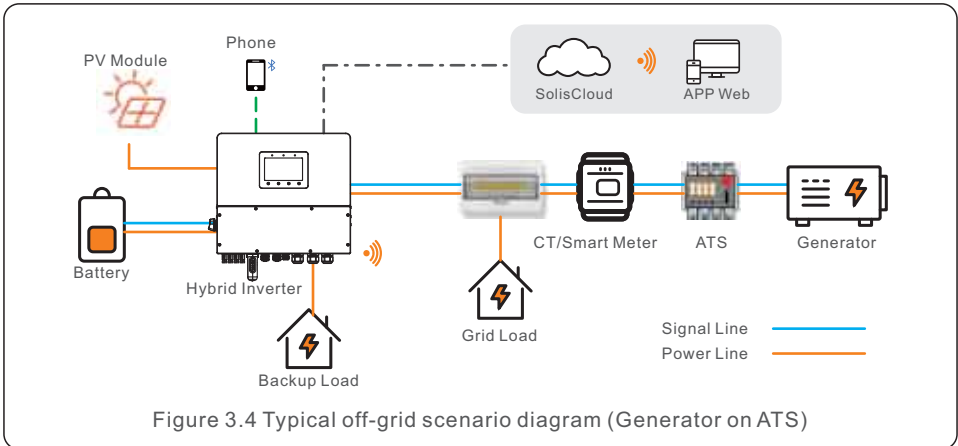 Phone
PV Module
SolisCloud
APP Web
Battery
Hybrid Inverter
CT/Smart Meter
ATS
Generator
Grid Load
Backup Load
Signal Line
Power Line
Figure 3.4 Typical off-grid scenario diagram (Generator on ATS)